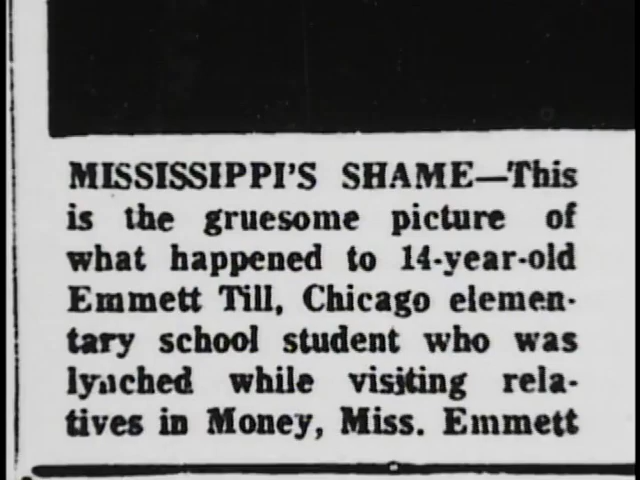 MISSISSIPPI'S SHAME—This
is the gruesome picture of
what happened to 14-year-old
Emmett Till, Chicago elemen-
tary school student who was
lynched while visiting rela-
tives in Money, Miss. Emmett